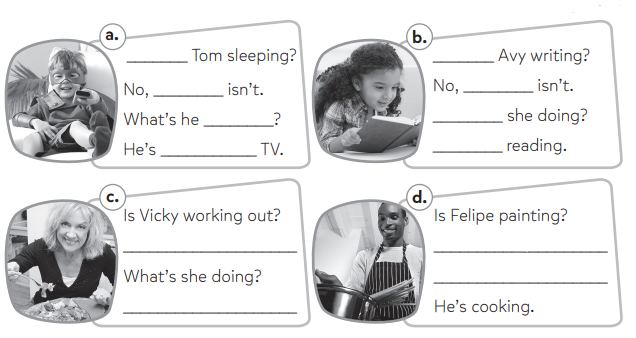 a.
_______ Tom sleeping?
No, ________ isn't.
What's he ________?
He's ___________ TV.
b.
_______ Avy writing?
No, ________ isn't.
________ she doing?
________ reading.
c.
Is Vicky working out?
____________________
What's she doing?
____________________
d.
Is Felipe painting?
____________________
____________________
He's cooking.